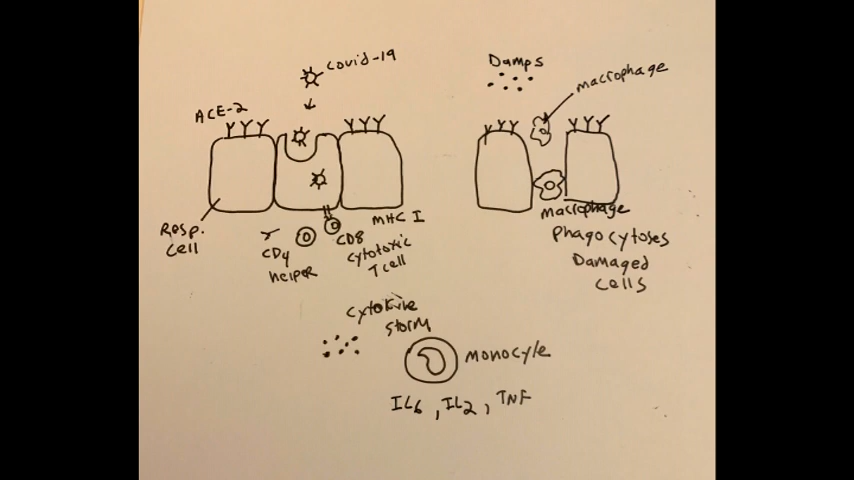 Covid-19
ACE-2
Resp.
Cell
MHC I
CD8
cytotoxic
T cell
CD4
helper
Damps
macrophage
macrophage
Phagocytoses
Damaged
Cells
cytokine
storm
monocyte
IL6, IL2, TNF